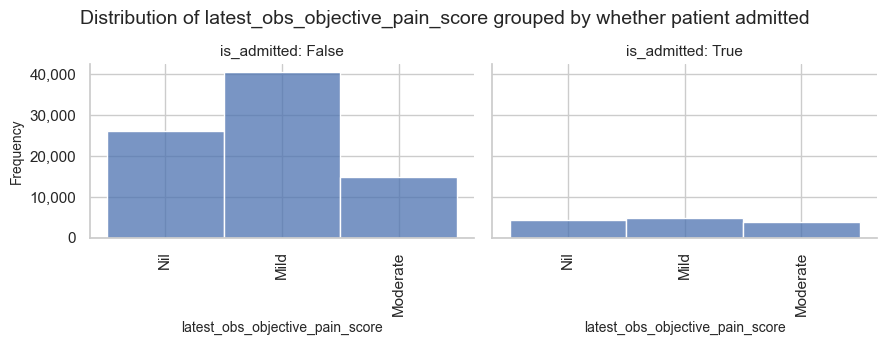 Distribution of latest_obs_objective_pain_score grouped by whether patient admitted
is_admitted: False
is_admitted: True
40,000
30,000
20,000
10,000
0
Frequency
Nil
Mild
Moderate
Nil
Mild
Moderate
latest_obs_objective_pain_score
latest_obs_objective_pain_score